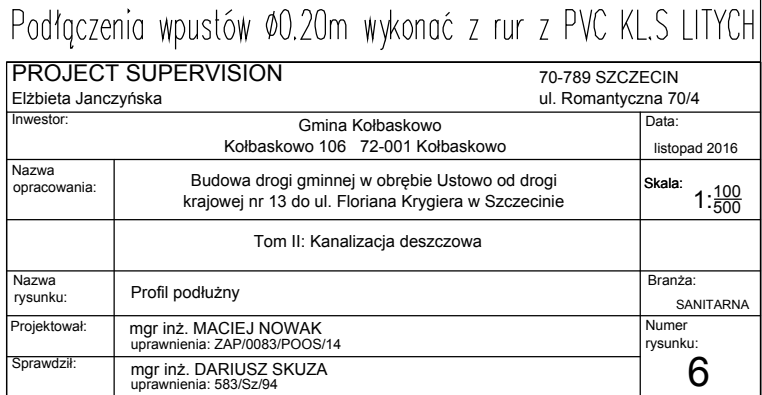 Podłączenia wpustów Ø0.20m wykonać z rur z PVC KL.S LITYCH
PROJECT SUPERVISION
Elżbieta Janczyńska
70-789 SZCZECIN
ul. Romantyczna 70/4
Inwestor:
Gmina Kołbaskowo
Kołbaskowo 106 72-001 Kołbaskowo
Data:
listopad 2016
Nazwa
opracowania:
Budowa drogi gminnej w obrębie Ustowo od drogi
krajowej nr 13 do ul. Floriana Krygiera w Szczecinie
Skala:
1:100/500
Tom II: Kanalizacja deszczowa
Nazwa
rysunku:
Profil podłużny
Branża:
SANITARNA
Projektował:
mgr inż. MACIEJ NOWAK
uprawnienia: ZAP/0083/POOS/14
Numer
rysunku:
6
Sprawdził:
mgr inż. DARIUSZ SKUZA
uprawnienia: 583/Sz/94